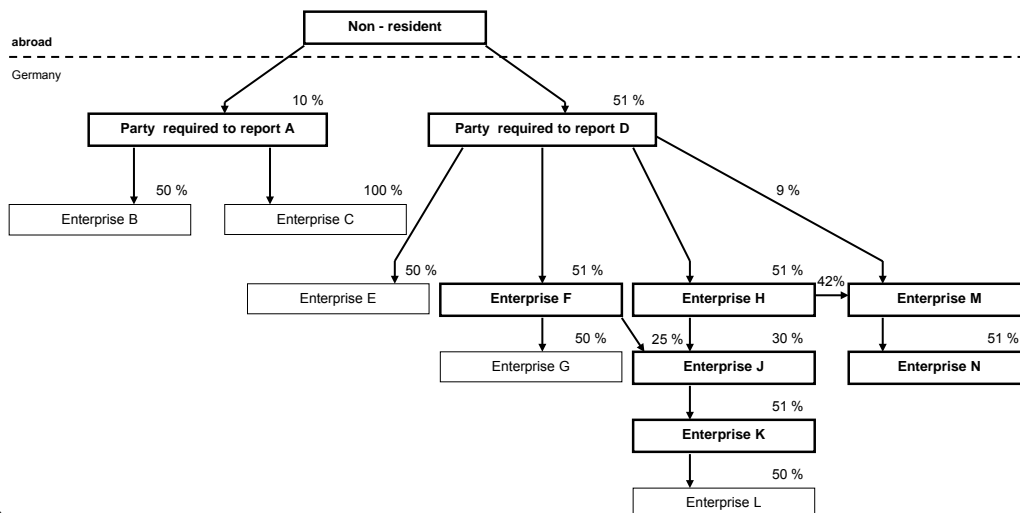 Non - resident
abroad
Germany
10 %
51 %
Party required to report A
Party required to report D
50 %
100 %
9 %
Enterprise B
Enterprise C
50 %
51 %
51 %
42%
Enterprise E
Enterprise F
Enterprise H
Enterprise M
50 %
25 %
30 %
51 %
Enterprise G
Enterprise J
Enterprise N
51 %
Enterprise K
50 %
Enterprise L